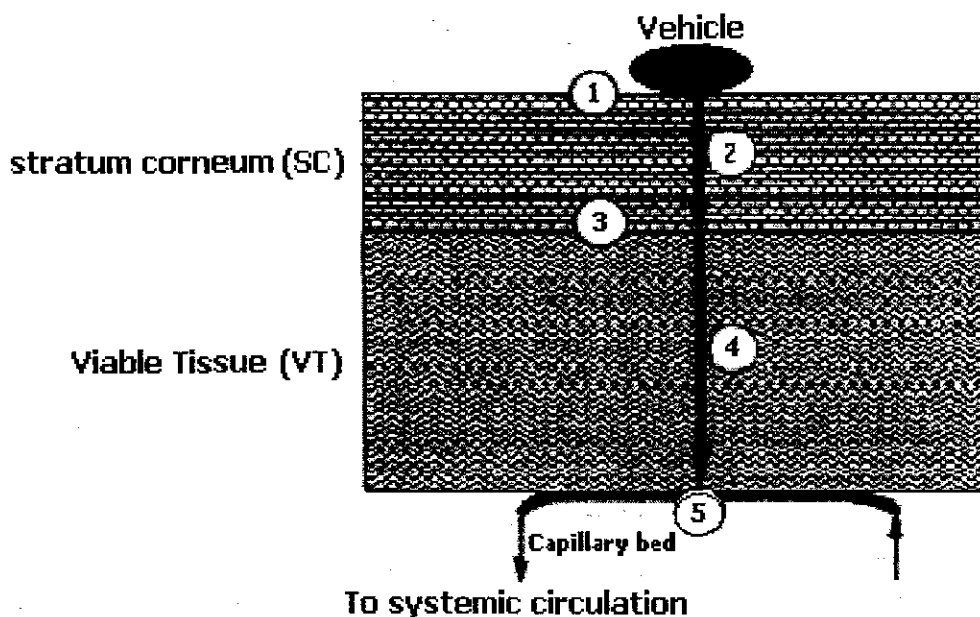 Vehicle
1
stratum corneum (SC)
2
3
Viable Tissue (VT)
4
5
Capillary bed
To systemic circulation